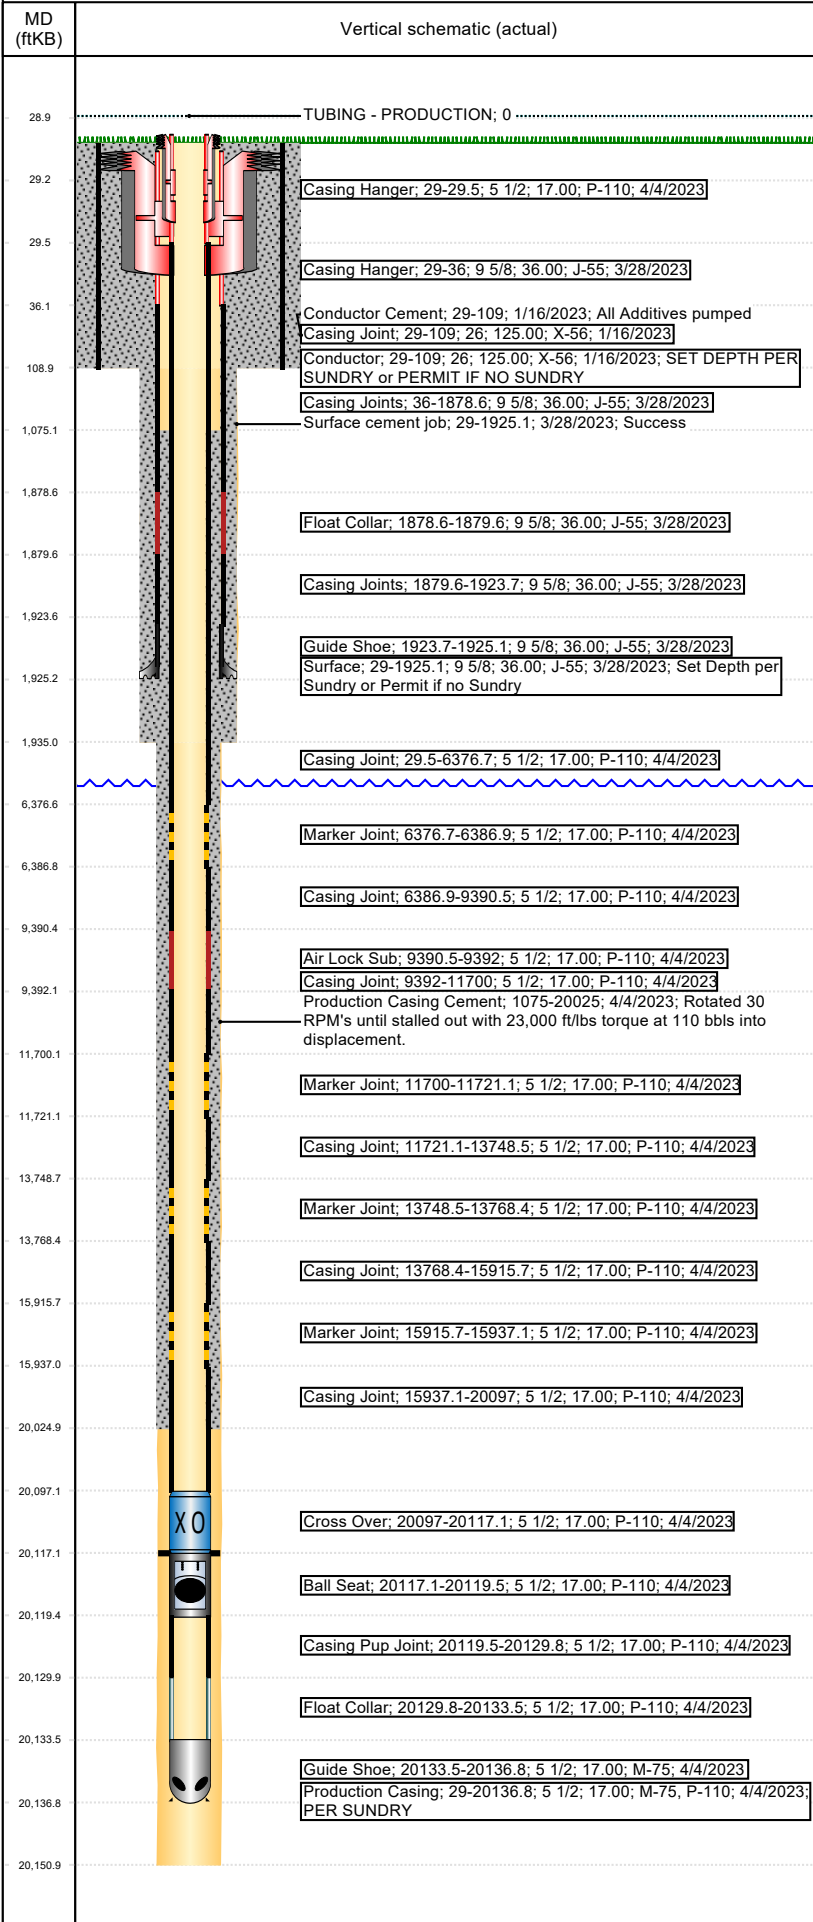 MD
(ftKB)
Vertical schematic (actual)
28.9
TUBING - PRODUCTION; 0
29.2
Casing Hanger; 29-29.5; 5 1/2; 17.00; P-110; 4/4/2023
29.5
Casing Hanger; 29-36; 9 5/8; 36.00; J-55; 3/28/2023
36.1
Conductor Cement; 29-109; 1/16/2023; All Additives pumped
Casing Joint; 29-109; 26; 125.00; X-56; 1/16/2023
Conductor; 29-109; 26; 125.00; X-56; 1/16/2023; SET DEPTH PER
SUNDRY or PERMIT IF NO SUNDRY
108.9
Casing Joints; 36-1878.6; 9 5/8; 36.00; J-55; 3/28/2023
Surface cement job; 29-1925.1; 3/28/2023; Success
1,075.1
1,878.6
Float Collar; 1878.6-1879.6; 9 5/8; 36.00; J-55; 3/28/2023
1,879.6
Casing Joints; 1879.6-1923.7; 9 5/8; 36.00; J-55; 3/28/2023
1,923.6
Guide Shoe; 1923.7-1925.1; 9 5/8; 36.00; J-55; 3/28/2023
Surface; 29-1925.1; 9 5/8; 36.00; J-55; 3/28/2023; Set Depth per
Sundry or Permit if no Sundry
1,925.2
1,935.0
Casing Joint; 29.5-6376.7; 5 1/2; 17.00; P-110; 4/4/2023
6,376.6
Marker Joint; 6376.7-6386.9; 5 1/2; 17.00; P-110; 4/4/2023
6,386.8
Casing Joint; 6386.9-9390.5; 5 1/2; 17.00; P-110; 4/4/2023
9,390.4
Air Lock Sub; 9390.5-9392; 5 1/2; 17.00; P-110; 4/4/2023
Casing Joint; 9392-11700; 5 1/2; 17.00; P-110; 4/4/2023
9,392.1
Production Casing Cement; 1075-20025; 4/4/2023; Rotated 30
RPM's until stalled out with 23,000 ft/lbs torque at 110 bbls into
displacement.
11,700.1
Marker Joint; 11700-11721.1; 5 1/2; 17.00; P-110; 4/4/2023
11,721.1
Casing Joint; 11721.1-13748.5; 5 1/2; 17.00; P-110; 4/4/2023
13,748.7
Marker Joint; 13748.5-13768.4; 5 1/2; 17.00; P-110; 4/4/2023
13,768.4
Casing Joint; 13768.4-15915.7; 5 1/2; 17.00; P-110; 4/4/2023
15,915.7
Marker Joint; 15915.7-15937.1; 5 1/2; 17.00; P-110; 4/4/2023
15,937.0
Casing Joint; 15937.1-20097; 5 1/2; 17.00; P-110; 4/4/2023
20,024.9
20,097.1
XO
Cross Over; 20097-20117.1; 5 1/2; 17.00; P-110; 4/4/2023
20,117.1
Ball Seat; 20117.1-20119.5; 5 1/2; 17.00; P-110; 4/4/2023
20,119.4
Casing Pup Joint; 20119.5-20129.8; 5 1/2; 17.00; P-110; 4/4/2023
20,129.9
Float Collar; 20129.8-20133.5; 5 1/2; 17.00; P-110; 4/4/2023
20,133.5
Guide Shoe; 20133.5-20136.8; 5 1/2; 17.00; M-75; 4/4/2023
Production Casing; 29-20136.8; 5 1/2; 17.00; M-75, P-110; 4/4/2023;
PER SUNDRY
20,136.8
20,150.9